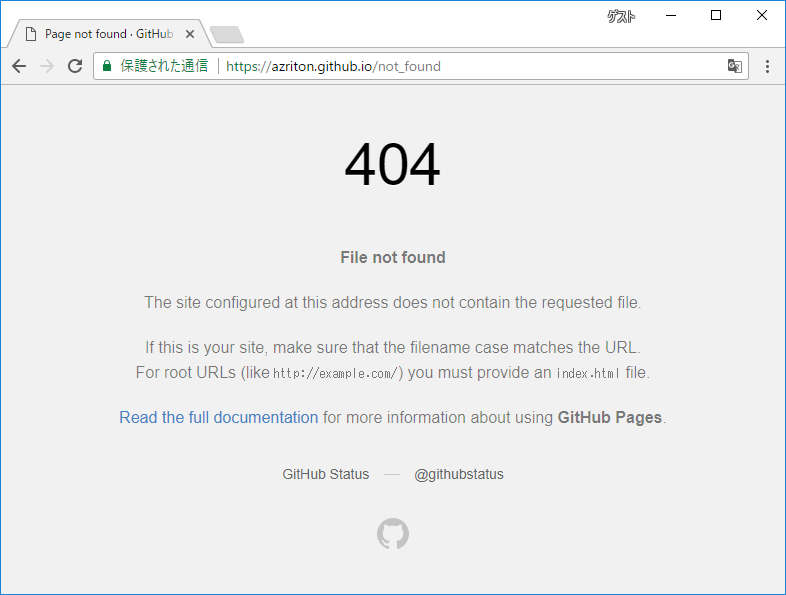 ゲスト
Page not found · GitHub
保護された通信 https://azriton.github.io/not_found
404
File not found
The site configured at this address does not contain the requested file.
If this is your site, make sure that the filename case matches the URL.
For root URLs (like http://example.com/) you must provide an index.html file.
Read the full documentation for more information about using GitHub Pages.
GitHub Status — @githubstatus